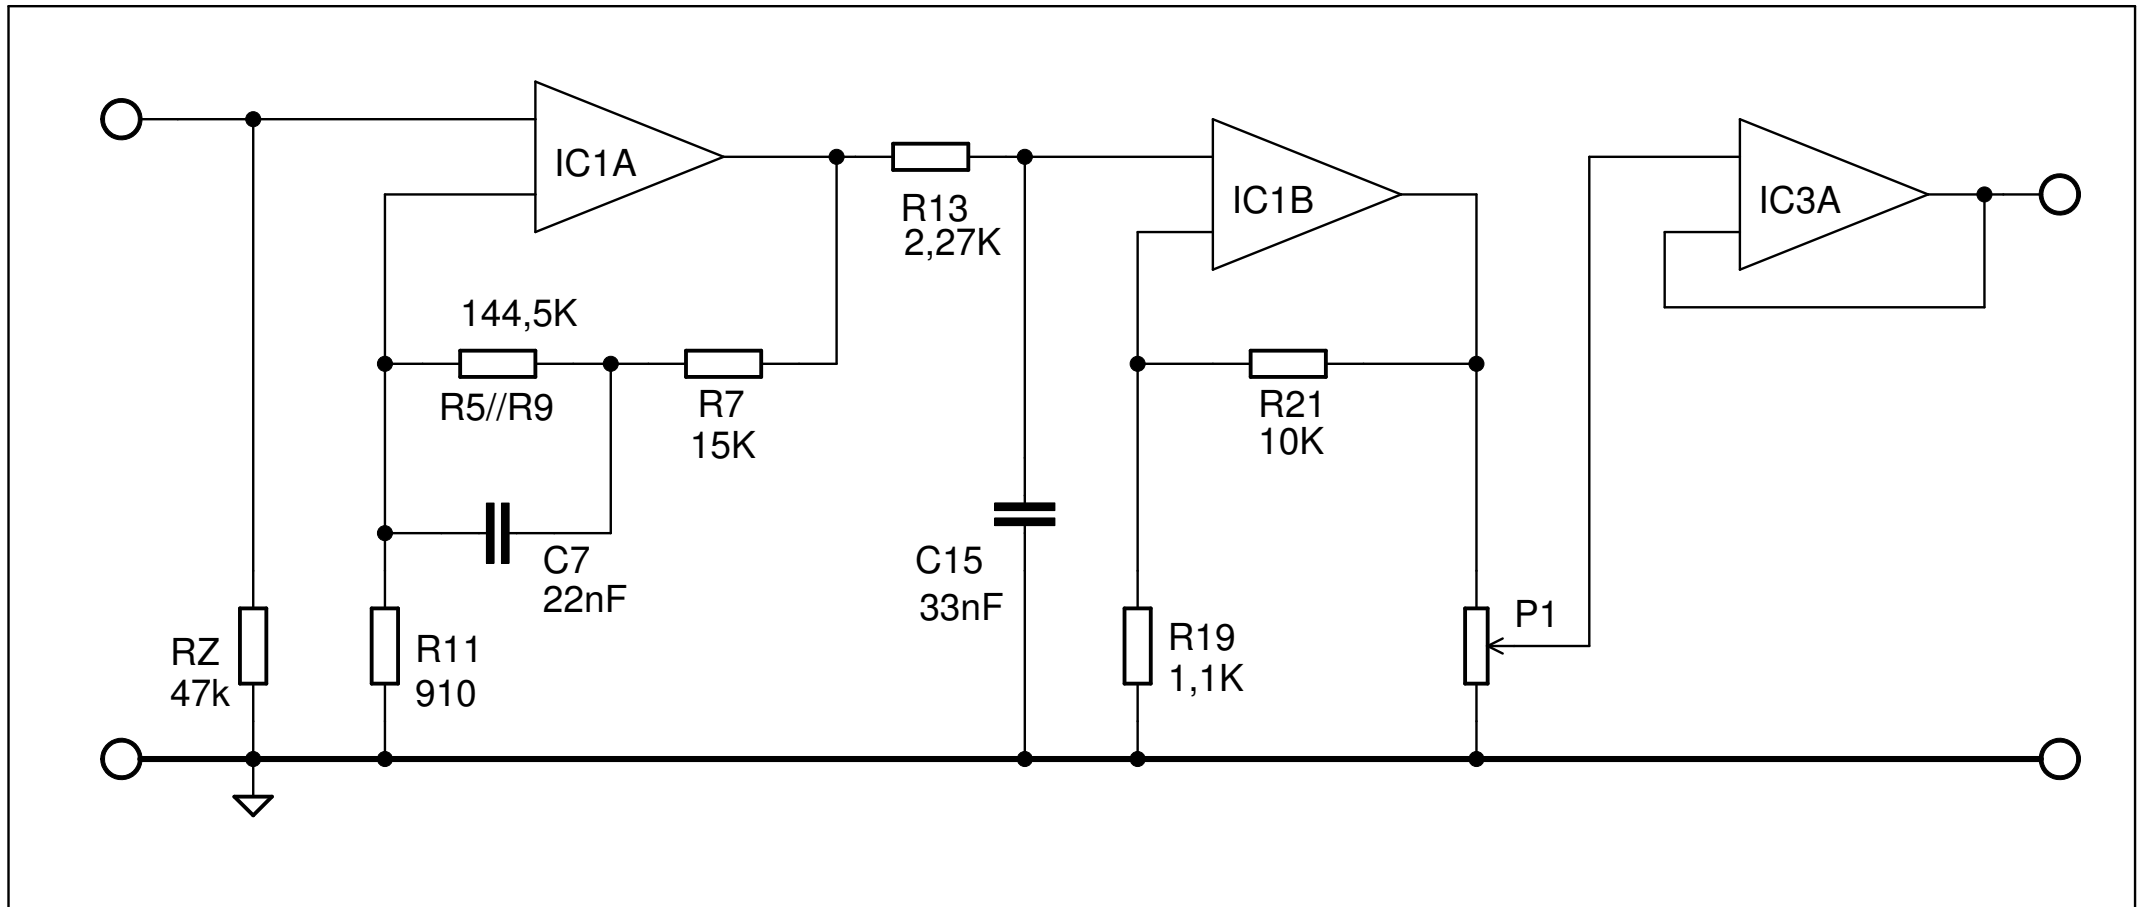 IC1A
R13
2,27K
IC1B
IC3A
144,5K
R5//R9
R7
15K
R21
10K
C7
22nF
C15
33nF
RZ
47k
R11
910
R19
1,1K
P1